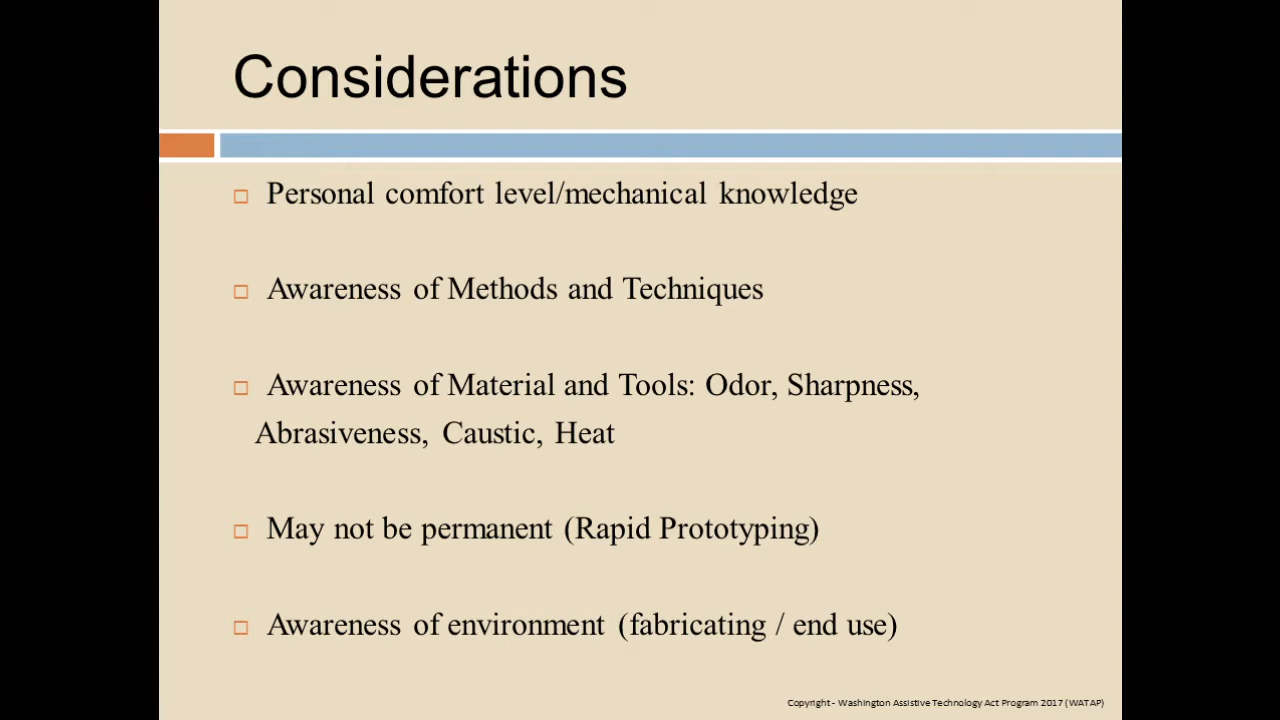 Considerations
Personal comfort level/mechanical knowledge
Awareness of Methods and Techniques
Awareness of Material and Tools: Odor, Sharpness,
Abrasiveness, Caustic, Heat
May not be permanent (Rapid Prototyping)
Awareness of environment (fabricating / end use)
Copyright - Washington Assistive Technology Act Program 2017 (WATAP)